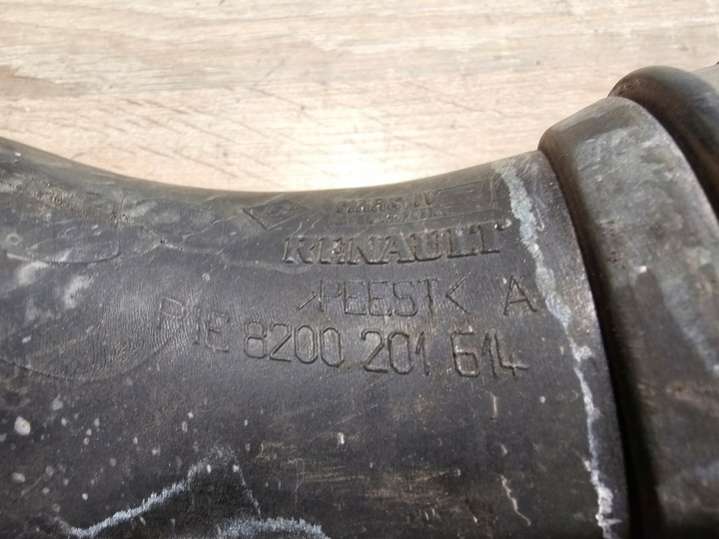 RENAULT
>PEEST< A
PIE 8200 201 614